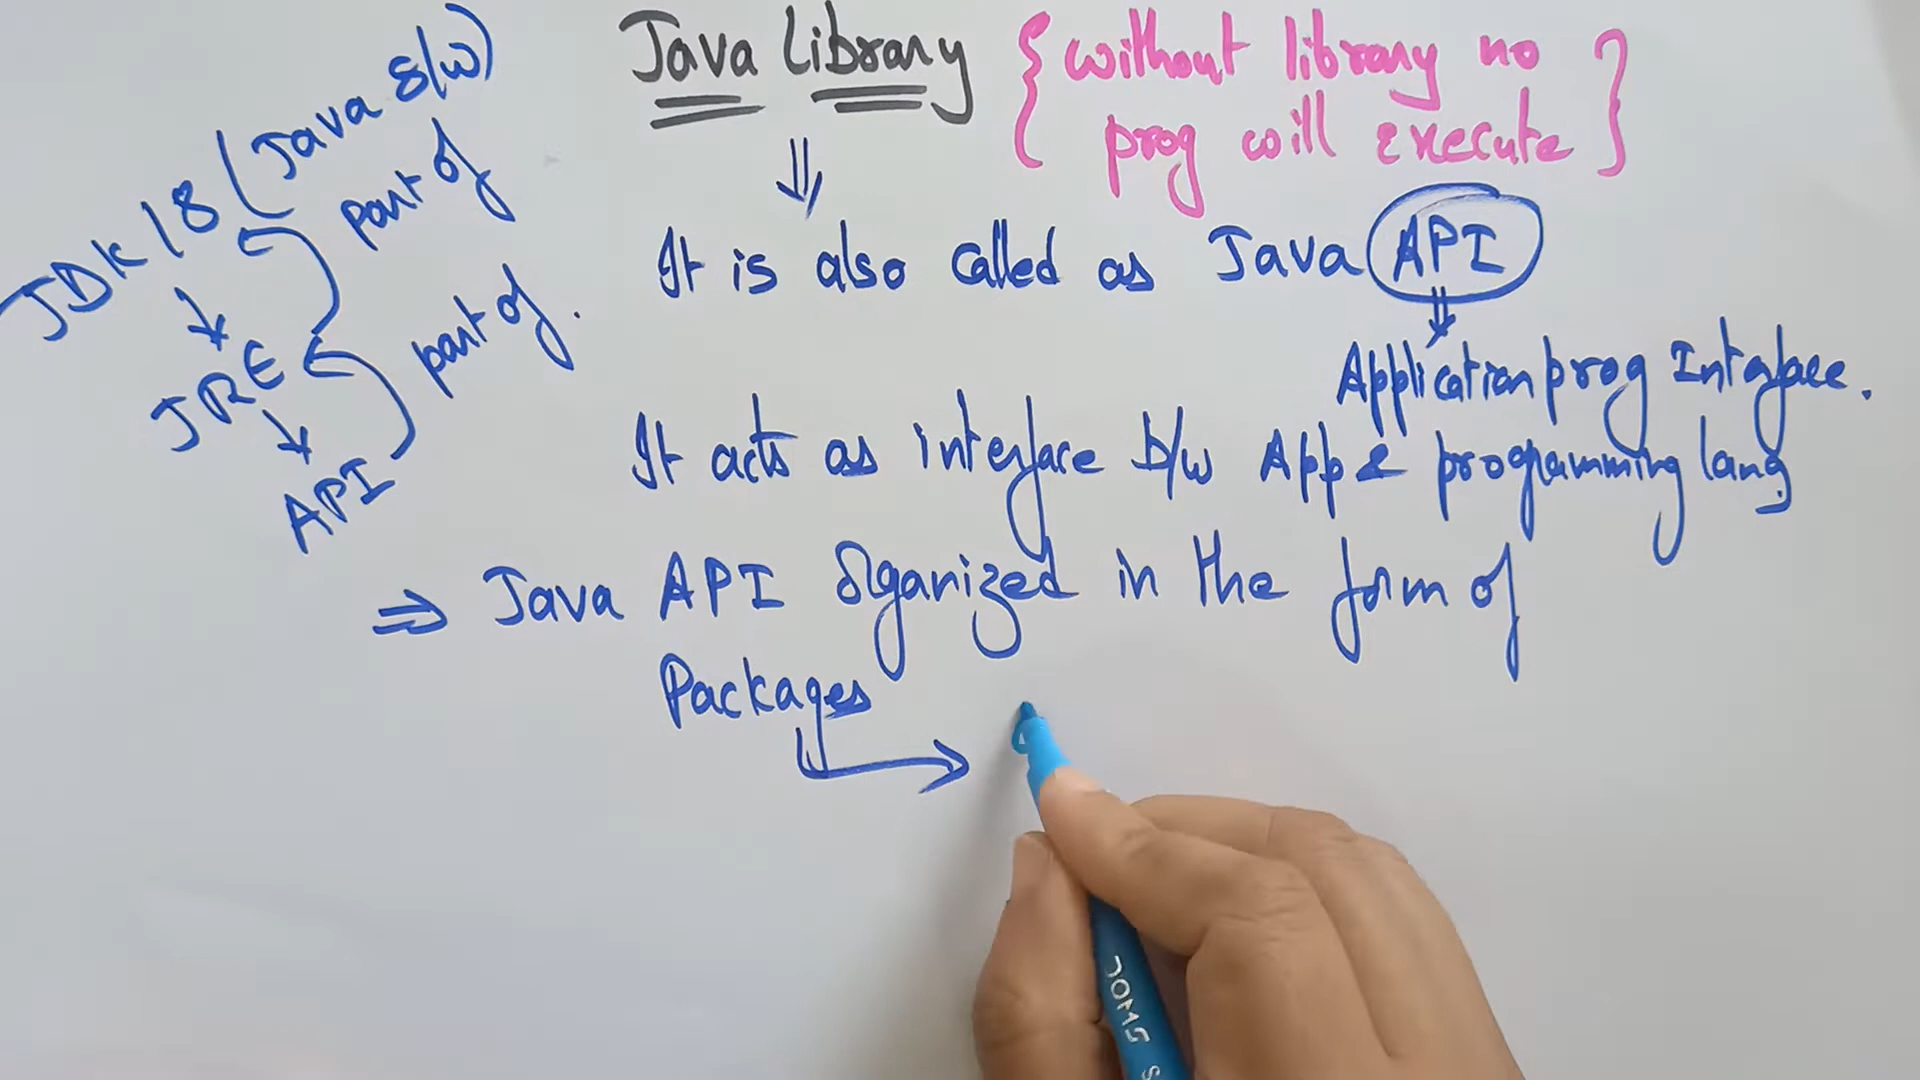 Java Library
{ without library no
prog will execute }
JDK 18 (Java S/W)
part of
JRE
part of.
API
It is also called as Java API
Application prog Interface.
It acts as interface b/w App & programming lang
⇒ Java API organized in the form of
Packages
DOMS